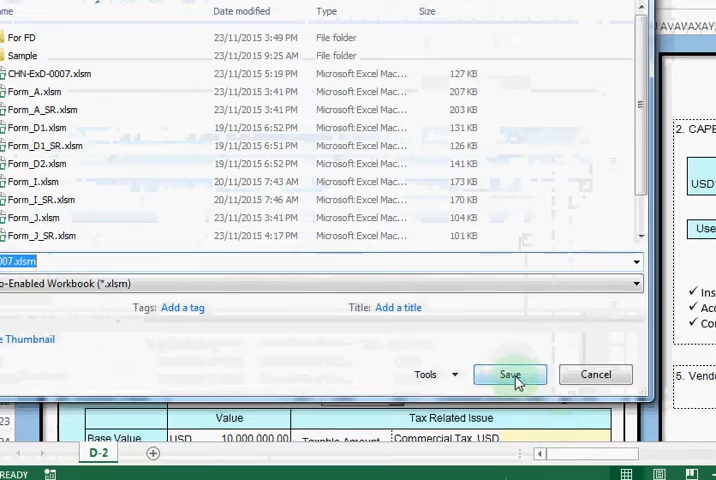 ame Date modified Type Size
For FD 23/11/2015 3:49 PM File folder
Sample 23/11/2015 9:25 AM File folder
CHN-ExD-0007.xlsm 23/11/2015 5:19 PM Microsoft Excel Mac... 127 KB
Form_A.xlsm 23/11/2015 3:41 PM Microsoft Excel Mac... 207 KB
Form_A_SR.xlsm 23/11/2015 3:41 PM Microsoft Excel Mac... 203 KB
Form_D1.xlsm 19/11/2015 6:52 PM Microsoft Excel Mac... 131 KB
Form_D1_SR.xlsm 19/11/2015 6:51 PM Microsoft Excel Mac... 126 KB
Form_D2.xlsm 19/11/2015 6:52 PM Microsoft Excel Mac... 141 KB
Form_I.xlsm 20/11/2015 7:43 AM Microsoft Excel Mac... 173 KB
Form_I_SR.xlsm 20/11/2015 7:46 AM Microsoft Excel Mac... 170 KB
Form_J.xlsm 23/11/2015 3:41 PM Microsoft Excel Mac... 104 KB
Form_J_SR.xlsm 23/11/2015 4:17 PM Microsoft Excel Mac... 101 KB
007.xlsm
o-Enabled Workbook (*.xlsm)
Tags: Add a tag Title: Add a title
e Thumbnail
Tools Save Cancel
AVAVAXAY
2. CAPE
USD
Use
✓ Ins
✓ Acc
✓ Cor
5. Vendo
23
Value Tax Related Issue
Base Value USD 10,000,000.00 Taxable Amount Commercial Tax, USD
D-2
READY